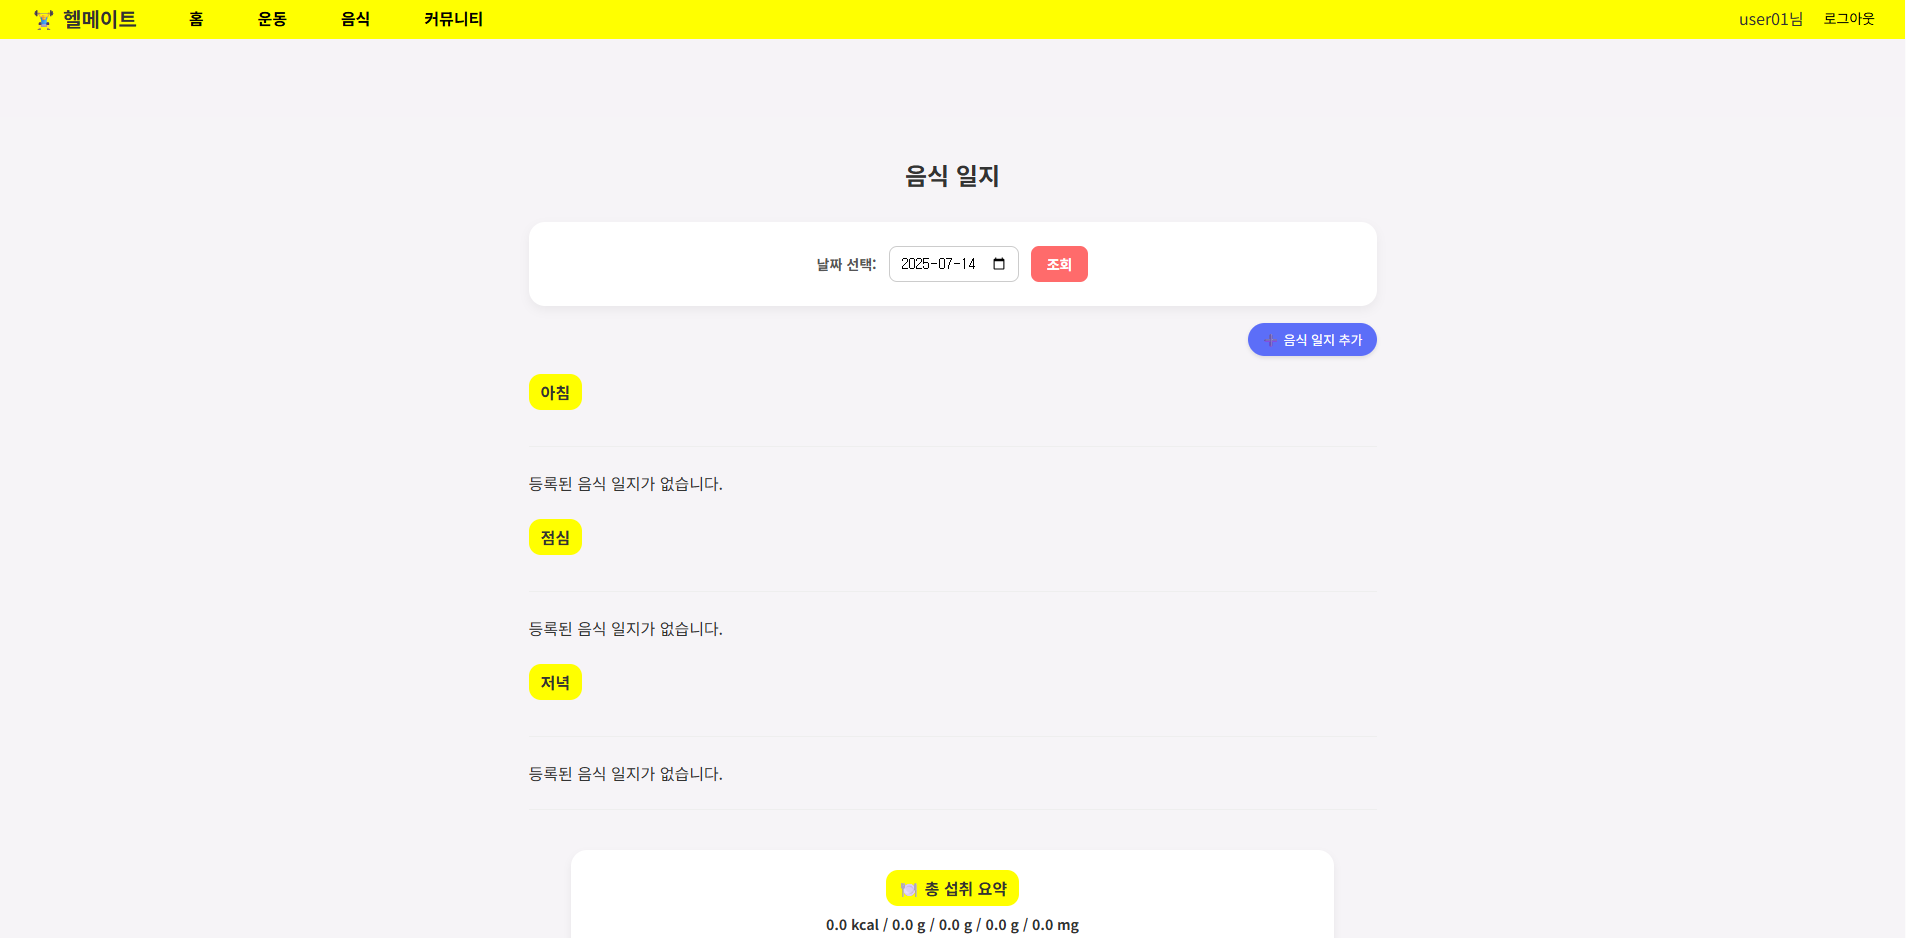 헬메이트 홈 운동 음식 커뮤니티 user01님 로그아웃
음식 일지
날짜 선택: 2025-07-14 조회
음식 일지 추가
아침
등록된 음식 일지가 없습니다.
점심
등록된 음식 일지가 없습니다.
저녁
등록된 음식 일지가 없습니다.
총 섭취 요약
0.0 kcal / 0.0 g / 0.0 g / 0.0 g / 0.0 mg